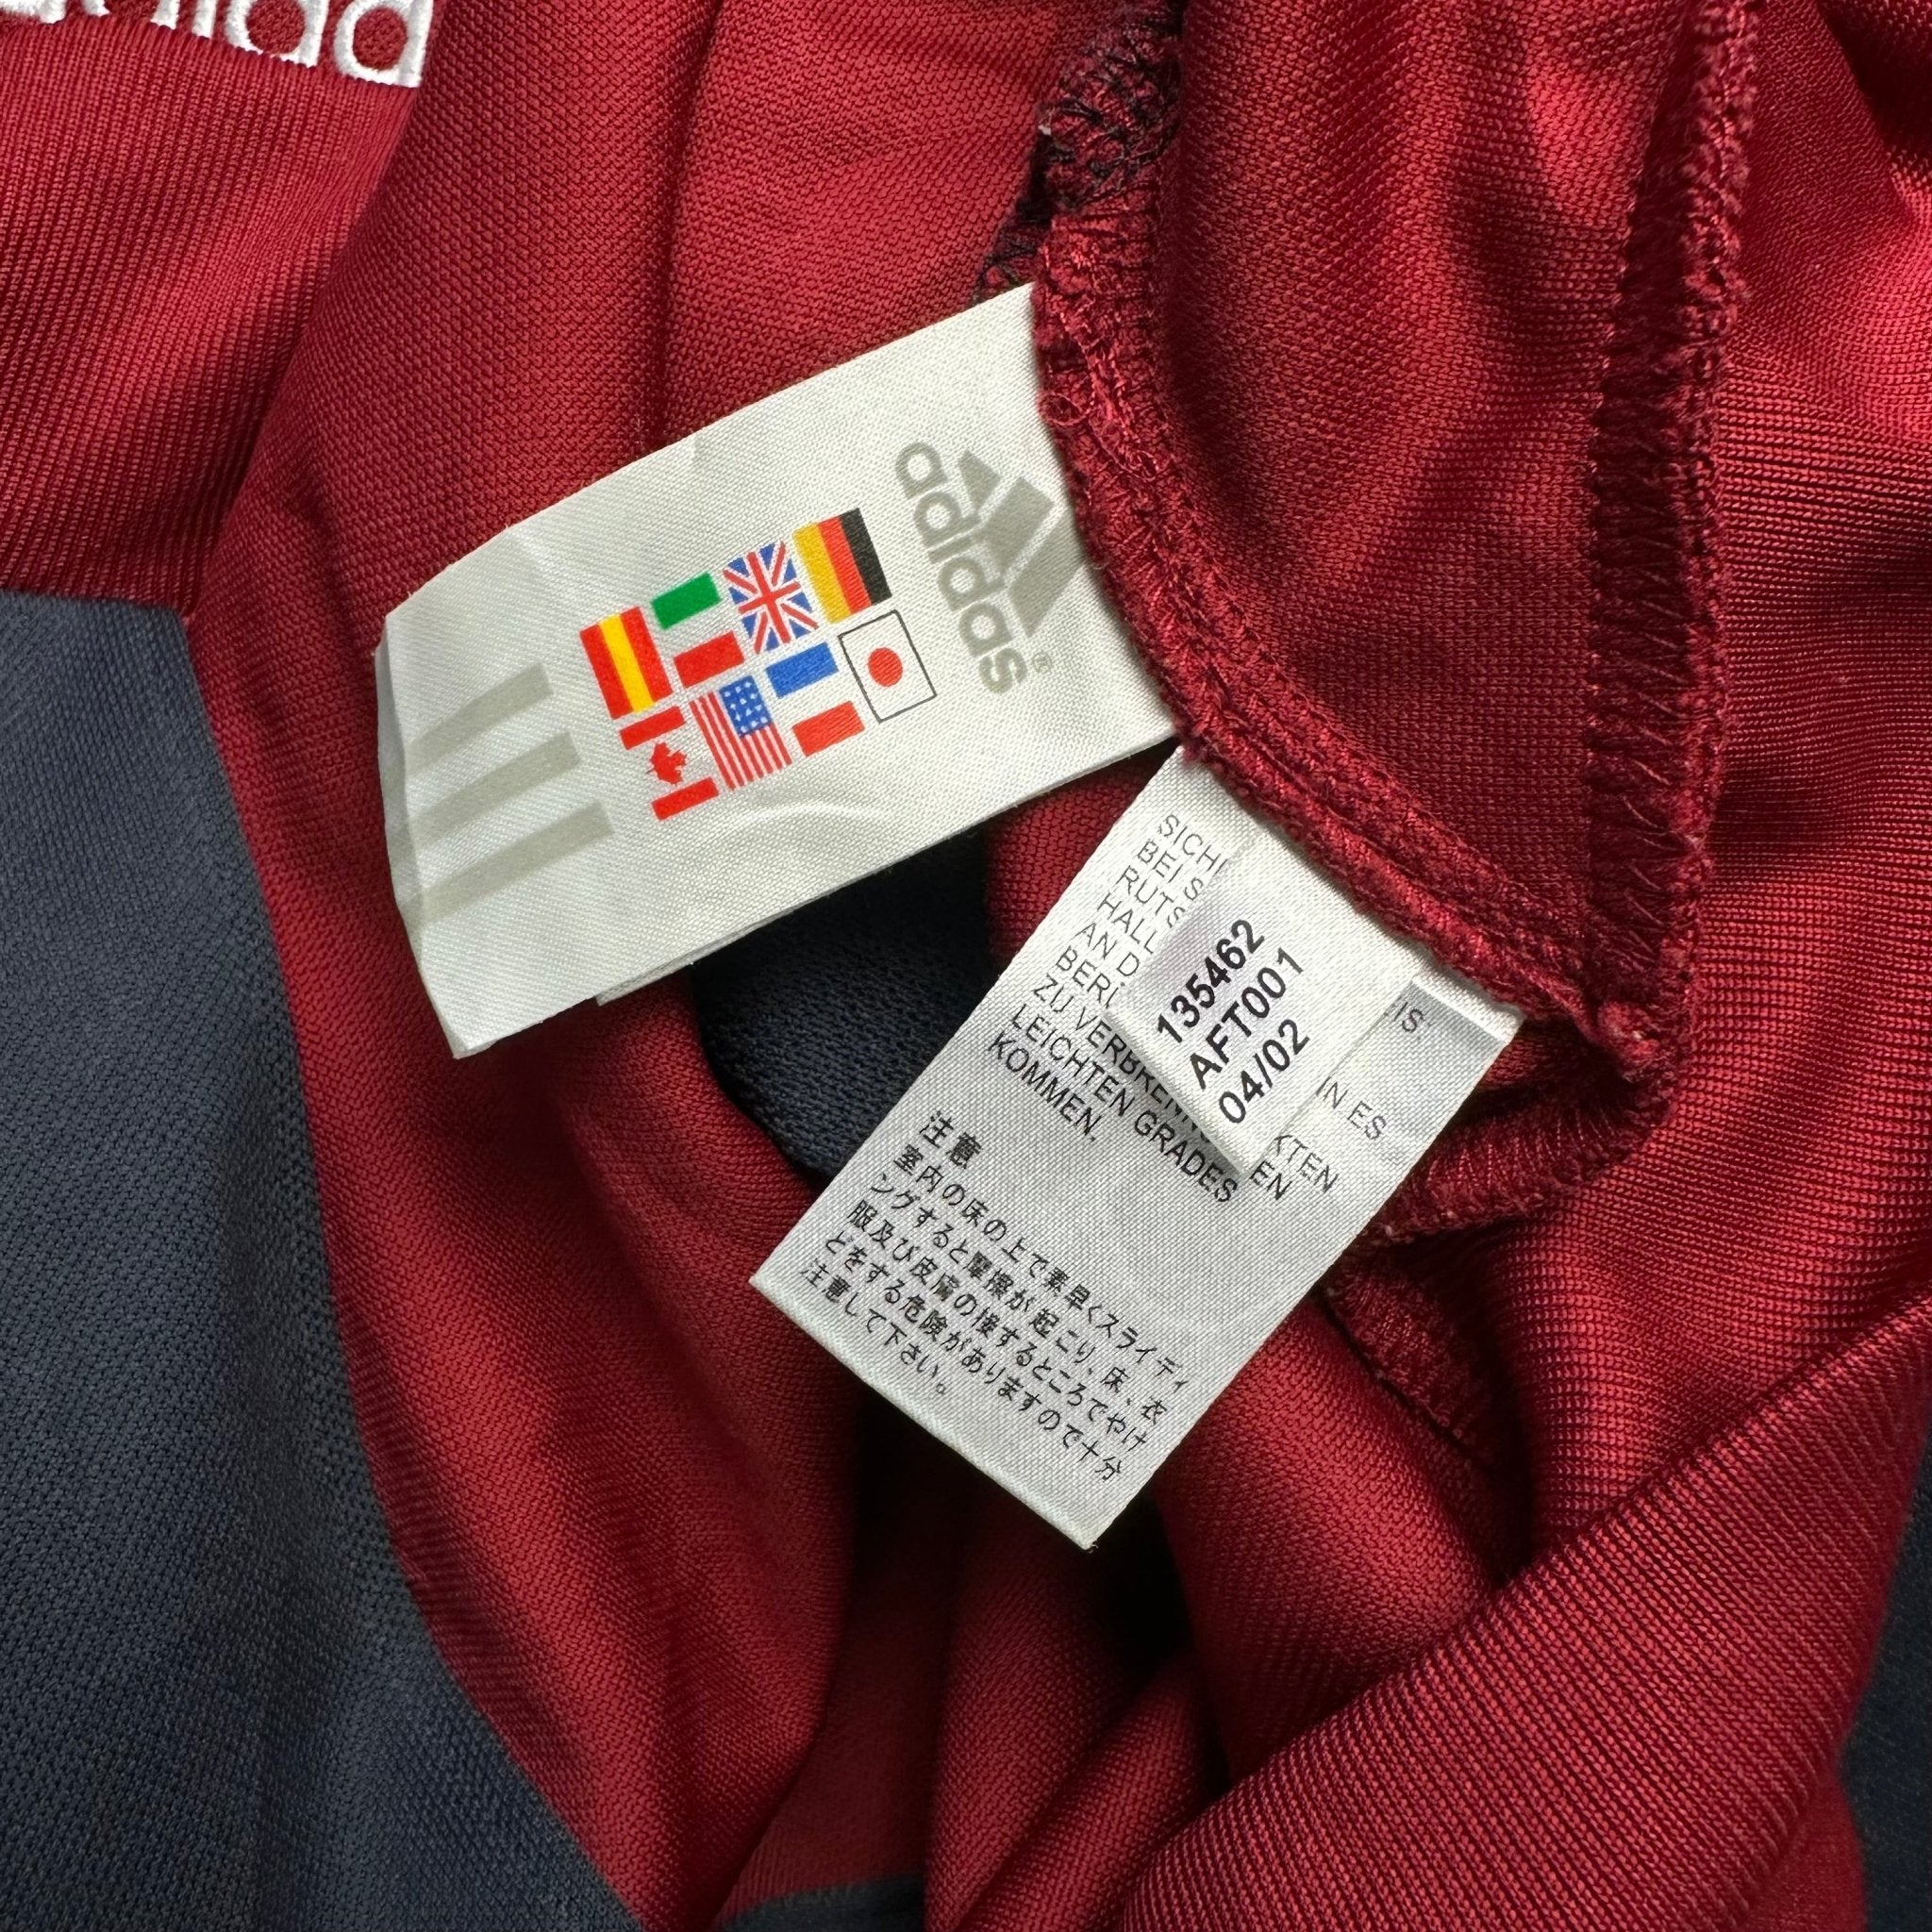 adidas®
135462
AFT001
04/02
IN ES
KTEN
EN
ZU VERBRENN
LEICHTEN GRADES
KOMMEN.
注意
室内の床の上で素早くスライディ
ングすると摩擦が起こり、床、衣
服及び皮膚の接するところでやけ
どをする危険がありますので十分
注意して下さい。